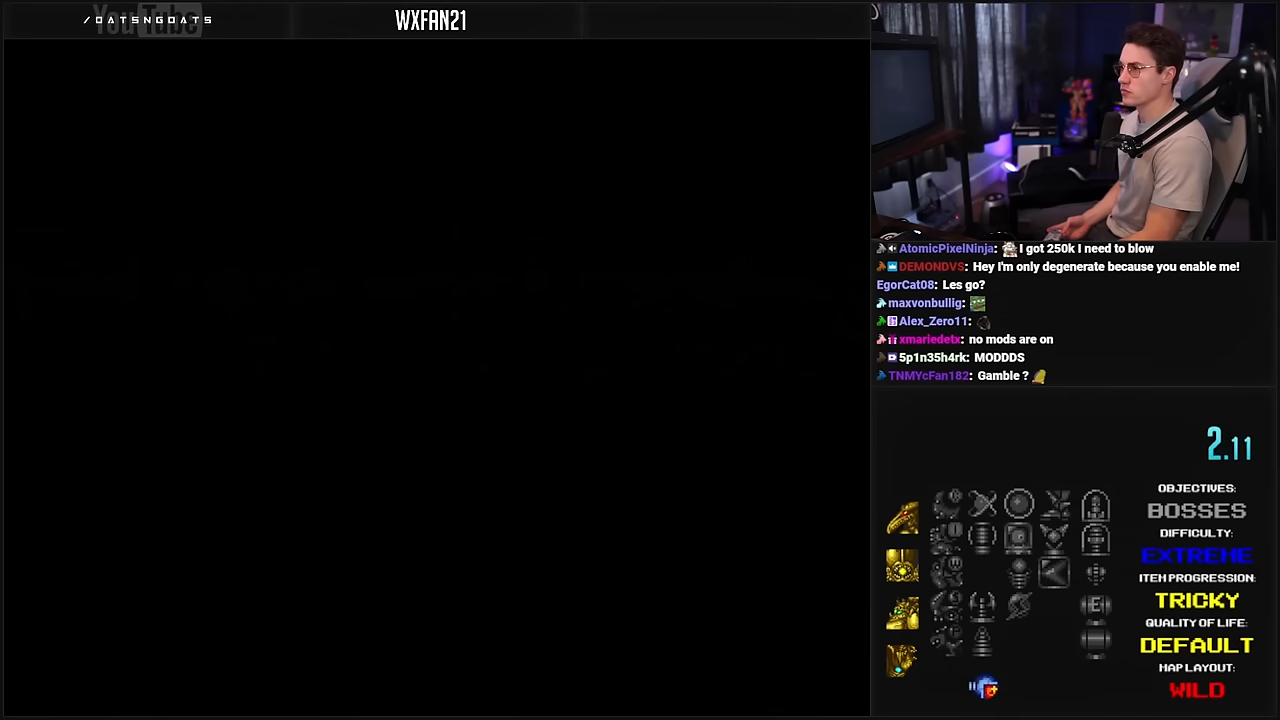 YouTube
/OATSNGOATS
WXFAN21
AtomicPixelNinja: I got 250k I need to blow
DEMONDVS: Hey I'm only degenerate because you enable me!
EgorCat08: Les go?
maxvonbullig:
Alex_Zero11:
xmariedetx: no mods are on
5p1n35h4rk: MODDDS
TNMYcFan182: Gamble ?
2.11
OBJECTIVES:
BOSSES
DIFFICULTY:
EXTREME
ITEM PROGRESSION:
TRICKY
QUALITY OF LIFE:
DEFAULT
MAP LAYOUT:
WILD